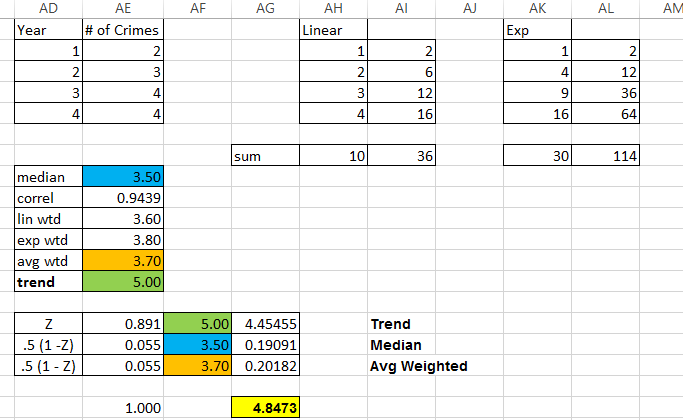 AD AE AF AG AH AI AJ AK AL AM
Year # of Crimes Linear Exp
1 2 1 2 1 2
2 3 2 6 4 12
3 4 3 12 9 36
4 4 4 16 16 64
sum 10 36 30 114
median 3.50
correl 0.9439
lin wtd 3.60
exp wtd 3.80
avg wtd 3.70
trend 5.00
Z 0.891 5.00 4.45455 Trend
.5 (1 -Z) 0.055 3.50 0.19091 Median
.5 (1 - Z) 0.055 3.70 0.20182 Avg Weighted
1.000 4.8473